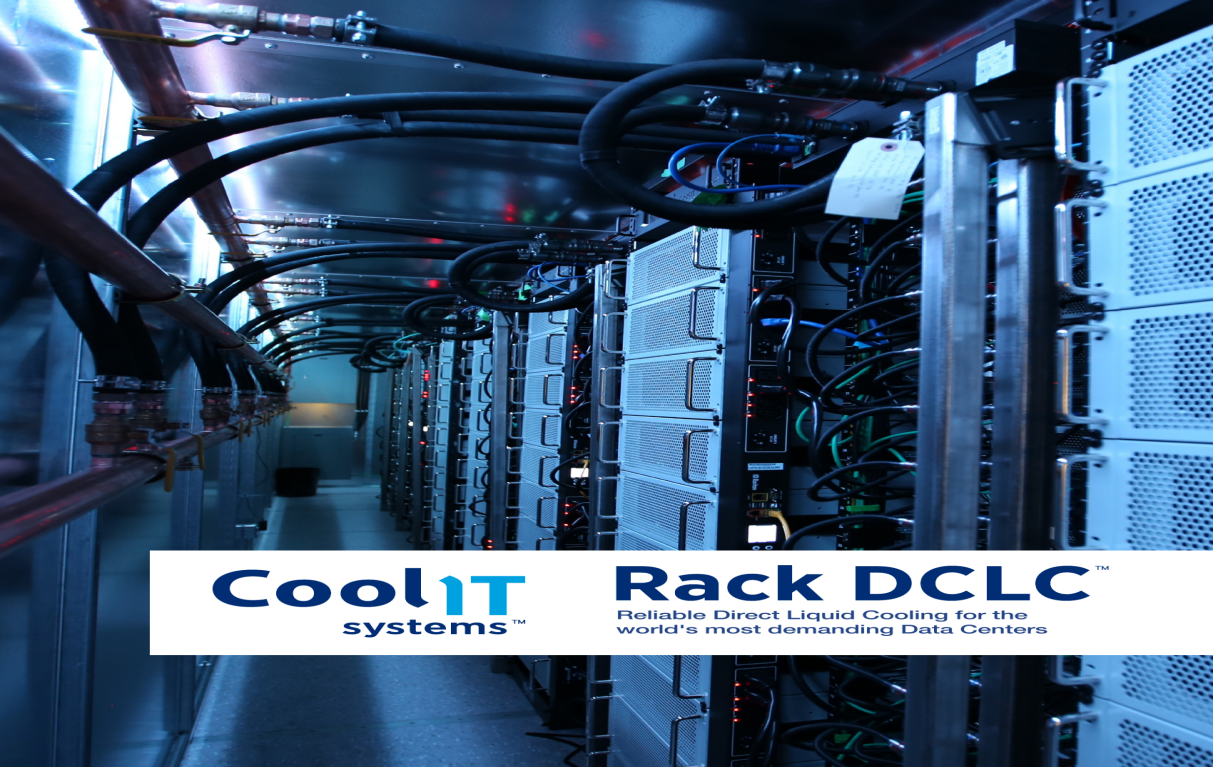 CoolIT
systems™
Rack DCLC™
Reliable Direct Liquid Cooling for the
world's most demanding Data Centers